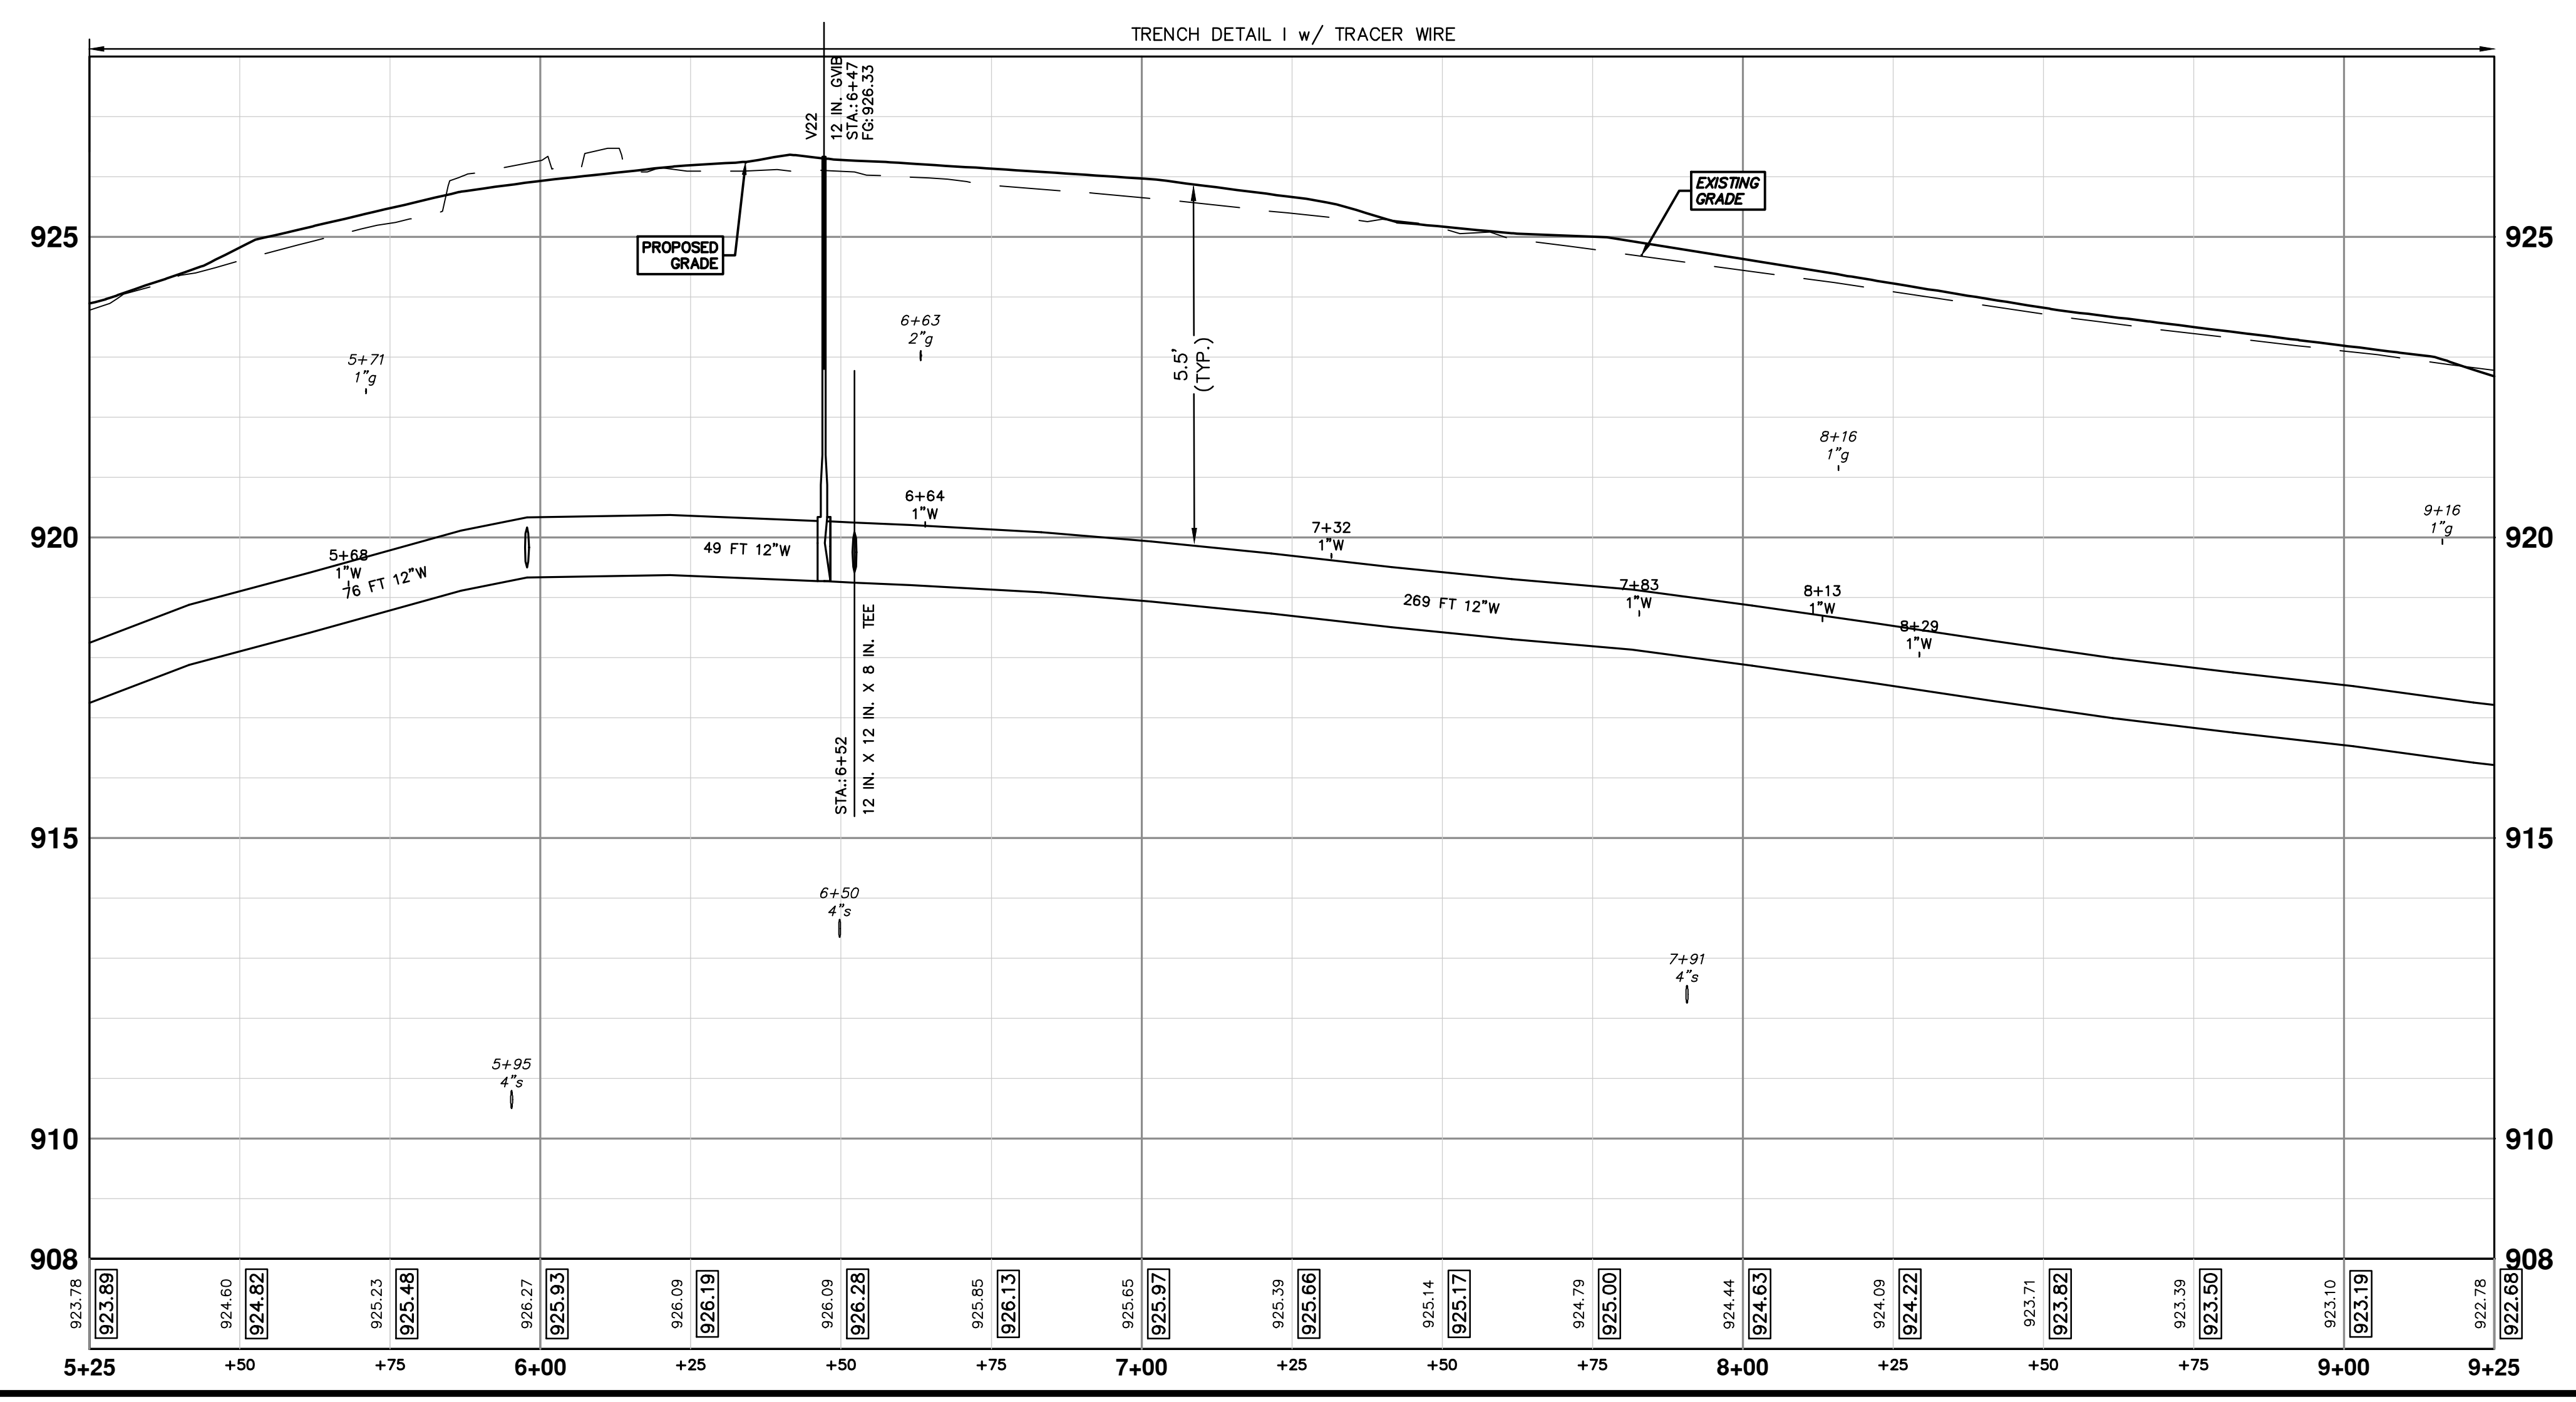 TRENCH DETAIL I w/ TRACER WIRE
V22
12 IN. GVIB
STA.:6+47
FG:926.33
EXISTING
GRADE
PROPOSED
GRADE
925
925
6+63
2"g
5+71
1"g
5.5'
(TYP.)
8+16
1"g
9+16
1"g
6+64
1"W
7+32
1"W
920
920
5+68
1"W
76 FT 12"W
49 FT 12"W
269 FT 12"W
7+83
1"W
8+13
1"W
8+29
1"W
STA.:6+52
12 IN. X 12 IN. X 8 IN. TEE
915
915
6+50
4"s
7+91
4"s
5+95
4"s
910
910
908
908
923.78
923.89
924.60
924.82
925.23
925.48
926.27
925.93
926.09
926.19
926.09
926.28
925.85
926.13
925.65
925.97
925.39
925.66
925.14
925.17
924.79
925.00
924.44
924.63
924.09
924.22
923.71
923.82
923.39
923.50
923.10
923.19
922.78
922.68
5+25
+50
+75
6+00
+25
+50
+75
7+00
+25
+50
+75
8+00
+25
+50
+75
9+00
9+25